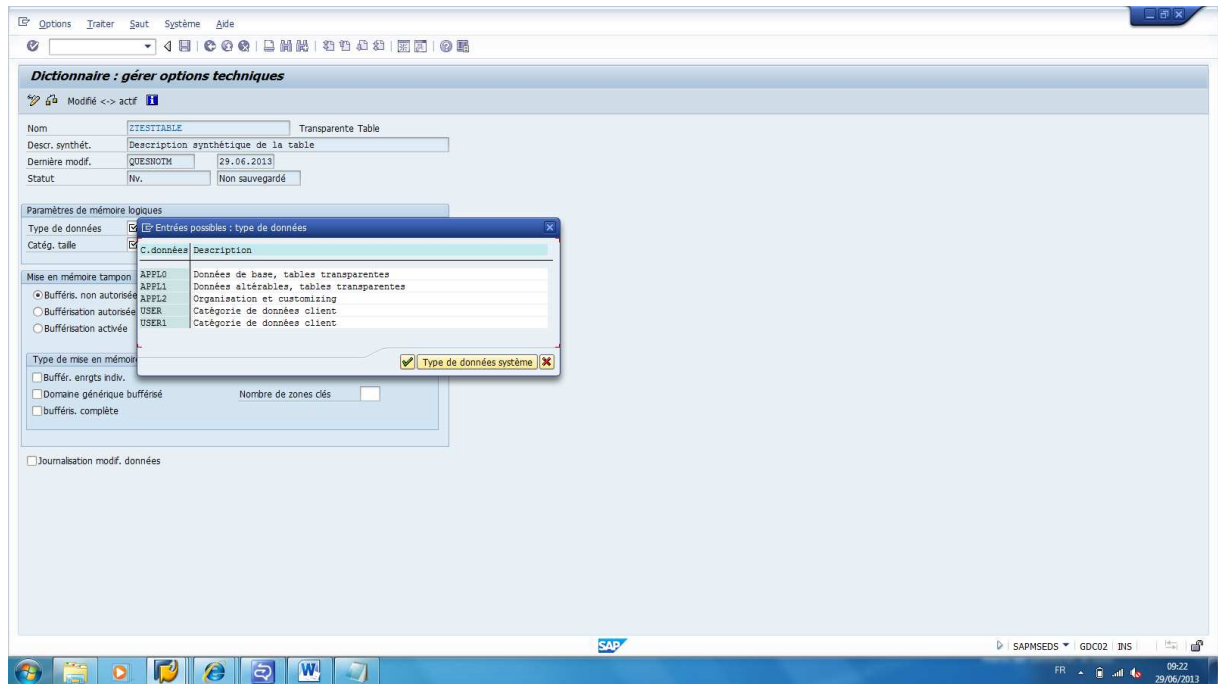 Options Traiter Saut Système Aide
Dictionnaire : gérer options techniques
Modifié <-> actif
Nom ZTESTTABLE Transparente Table
Descr. synthét. Description synthétique de la table
Dernière modif. QUESNOTM 29.06.2013
Statut Nv. Non sauvegardé
Paramètres de mémoire logiques
Type de données
Catég. taille
Entrées possibles : type de données
C.données Description
APPL0 Données de base, tables transparentes
APPL1 Données altérables, tables transparentes
APPL2 Organisation et customizing
USER Catégorie de données client
USER1 Catégorie de données client
Type de données système
Mise en mémoire tampon
Bufféris. non autorisée
Bufférisation autorisée
Bufférisation activée
Type de mise en mémoir
Buffér. enrgts indiv.
Domaine générique bufférisé Nombre de zones clés
bufféris. complète
Journalisation modif. données
SAP
SAPMSEDS GDC02 INS
FR 09:22
29/06/2013